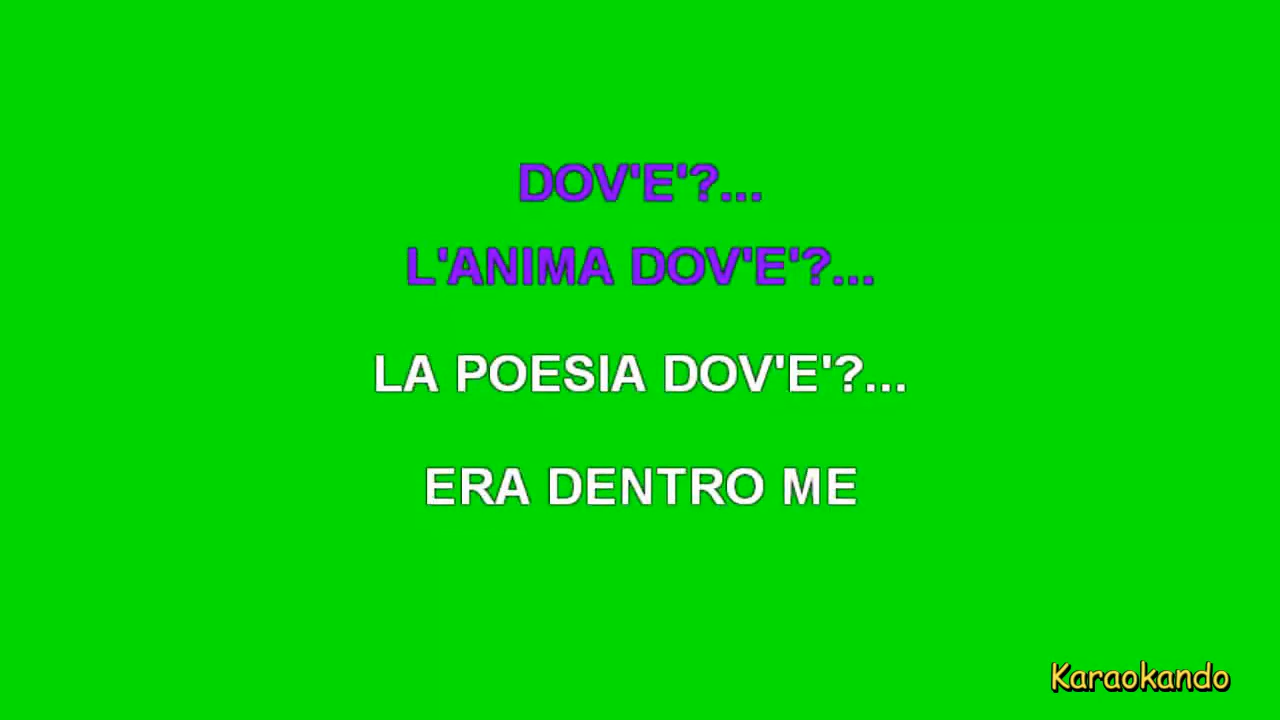 DOV'E'?...
L'ANIMA DOV'E'?...
LA POESIA DOV'E'?...
ERA DENTRO ME
Karaokando